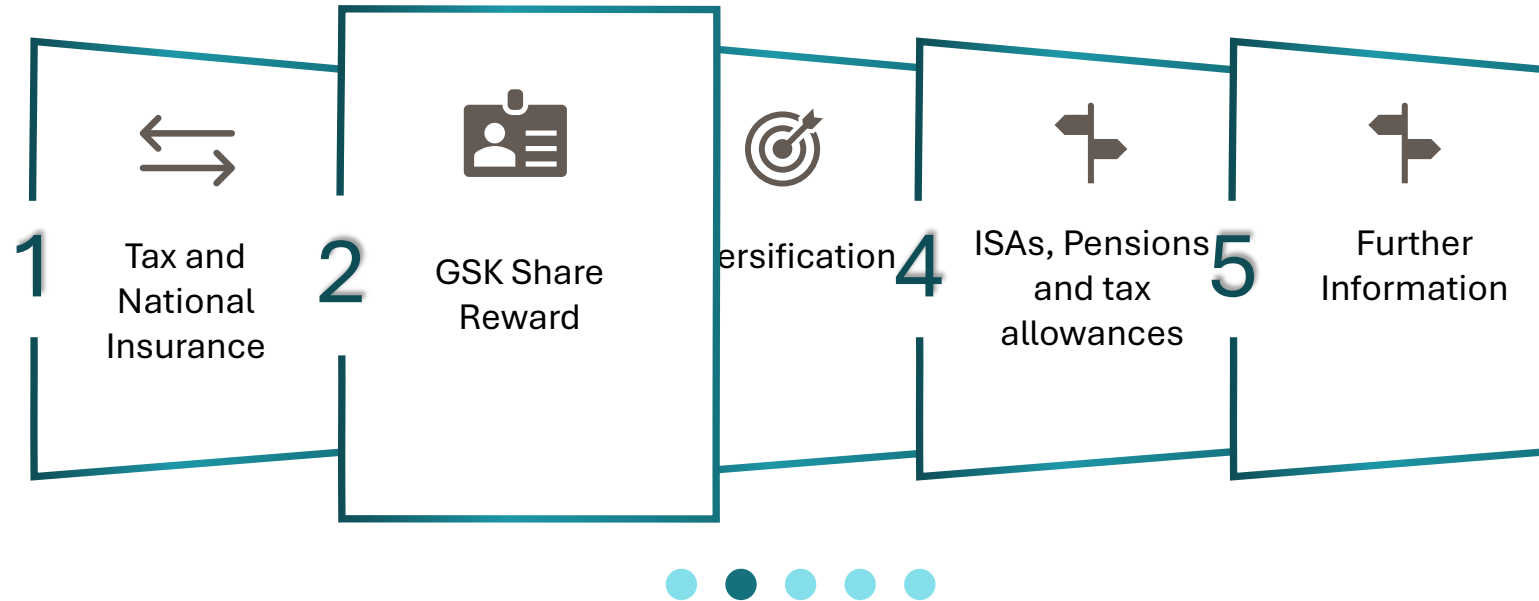 1
Tax and
National
Insurance
2
GSK Share
Reward
ersification
4
ISAs, Pensions
and tax
allowances
5
Further
Information